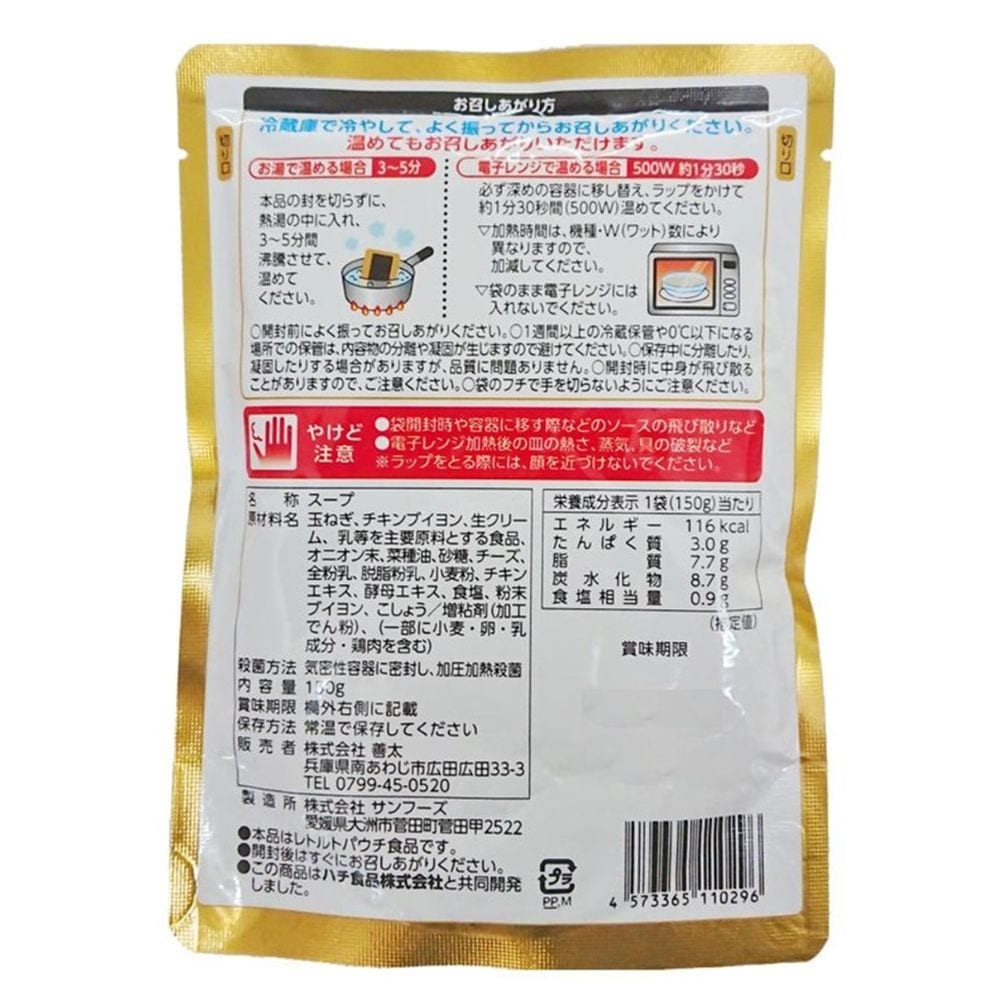 お召しあがり方
冷蔵庫で冷やして、よく振ってからお召しあがりください。
温めてもお召しあがりいただけます。
切り口
切り口
お湯で温める場合 3〜5分
本品の封を切らずに、
熱湯の中に入れ、
3〜5分間
沸騰させて、
温めて
ください。
電子レンジで温める場合 500W 約1分30秒
必ず深めの容器に移し替え、ラップをかけて
約1分30秒間(500W)温めてください。
▽加熱時間は、機種・W(ワット)数により
異なりますので、
加減してください。
▽袋のまま電子レンジには
入れないでください。
○開封前によく振ってお召しあがりください。○1週間以上の冷蔵保管や0℃以下になる
場所での保管は、内容物の分離や凝固が生じますので避けてください。○保存中に分離したり、
凝固したりする場合がありますが、品質に問題ありません。○開封時に中身が飛び散る
ことがありますので、ご注意ください。○袋のフチで手を切らないようにご注意ください。
やけど
注意
●袋開封時や容器に移す際などのソースの飛び散りなど
●電子レンジ加熱後の皿の熱さ、蒸気、具の破裂など
※ラップをとる際には、顔を近づけないでください。
名称 スープ
原材料名 玉ねぎ、チキンブイヨン、生クリー
ム、乳等を主要原料とする食品、
オニオン末、菜種油、砂糖、チーズ、
全粉乳、脱脂粉乳、小麦粉、チキン
エキス、酵母エキス、食塩、粉末
ブイヨン、こしょう／増粘剤(加工
でん粉)、(一部に小麦・卵・乳
成分・鶏肉を含む)
殺菌方法 気密性容器に密封し、加圧加熱殺菌
内容量 150g
賞味期限 欄外右側に記載
保存方法 常温で保存してください
販売者 株式会社 善太
兵庫県南あわじ市広田広田33-3
TEL 0799-45-0520
製造所 株式会社 サンフーズ
愛媛県大洲市菅田町菅田甲2522
●本品はレトルトパウチ食品です。
●開封後はすぐにお召しあがりください。
●この商品はハチ食品株式会社と共同開発
しました。
栄養成分表示 1袋(150g)当たり
エネルギー 116kcal
たんぱく質 3.0g
脂質 7.7g
炭水化物 8.7g
食塩相当量 0.9g
(推定値)
賞味期限
プラ
PP,M
4 573365 110296